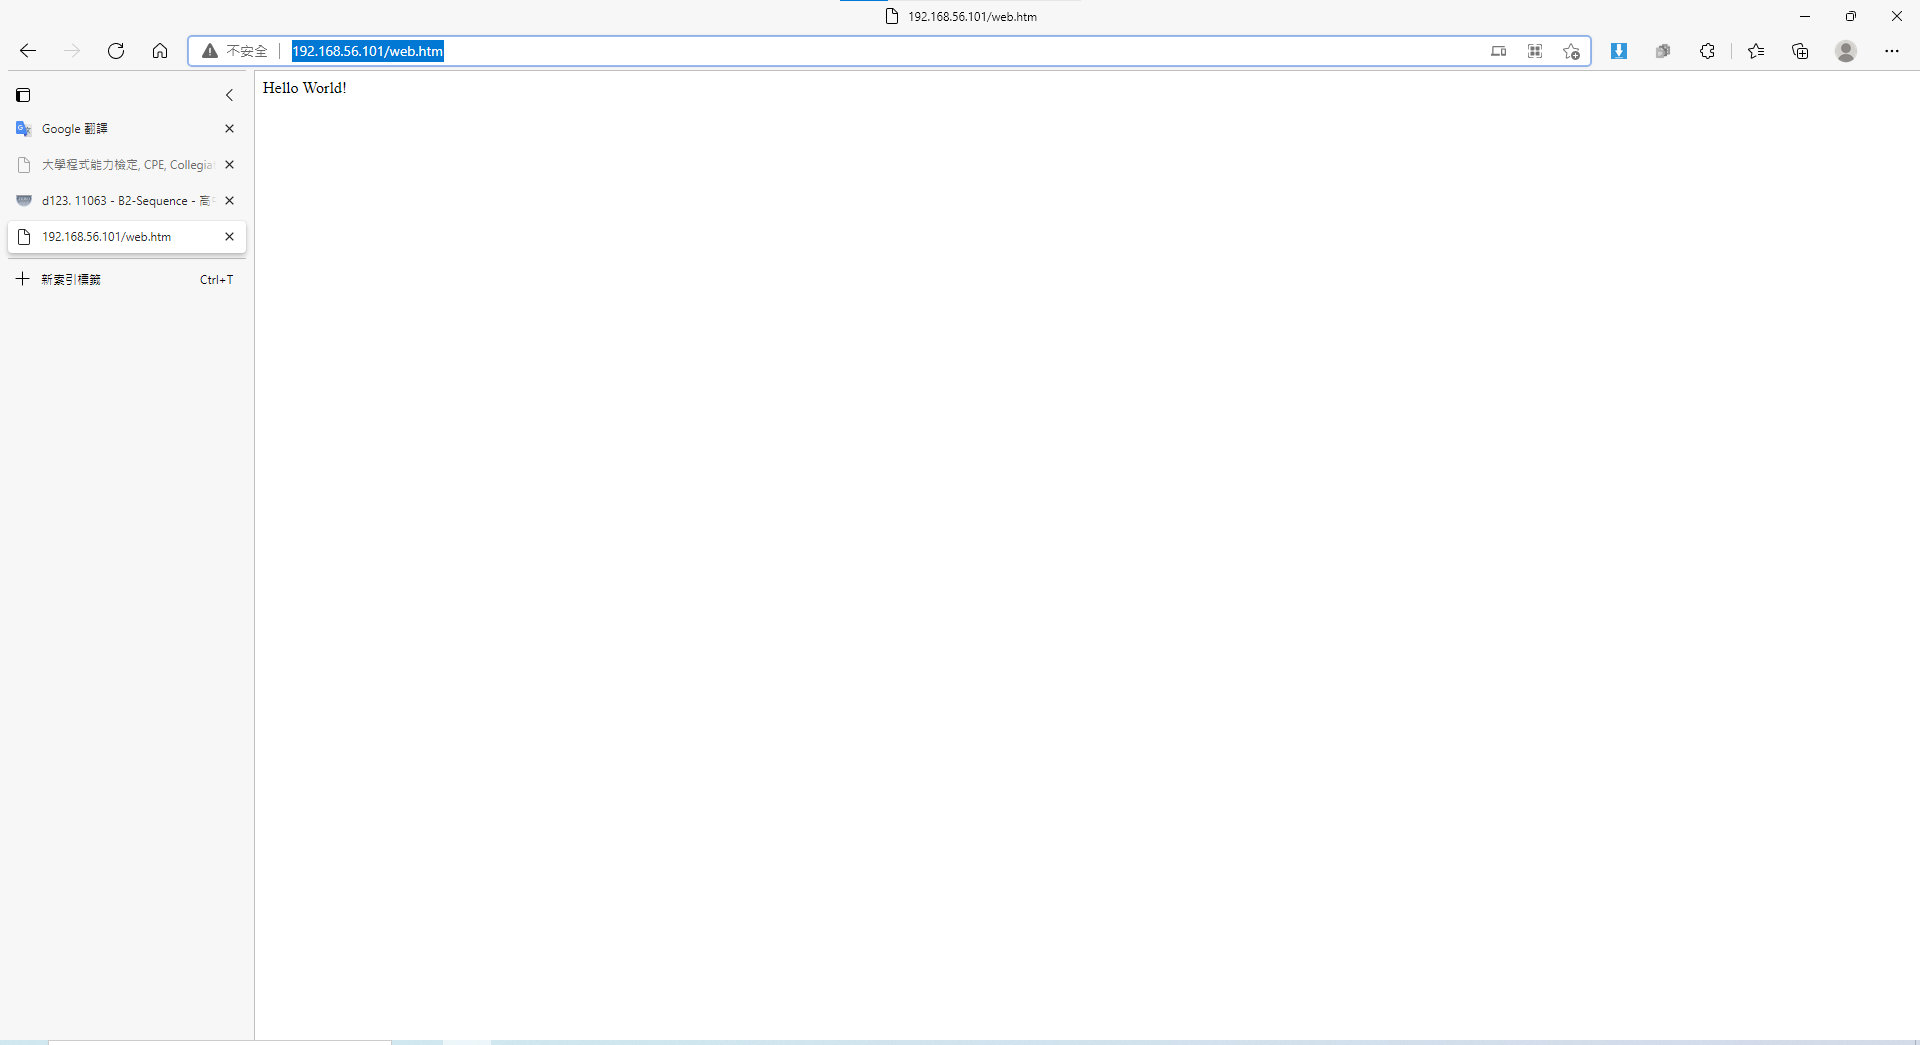 192.168.56.101/web.htm
不安全
192.168.56.101/web.htm
Hello World!
Google 翻譯
大學程式能力檢定, CPE, Collegia
d123. 11063 - B2-Sequence - 高
192.168.56.101/web.htm
新索引標籤 Ctrl+T